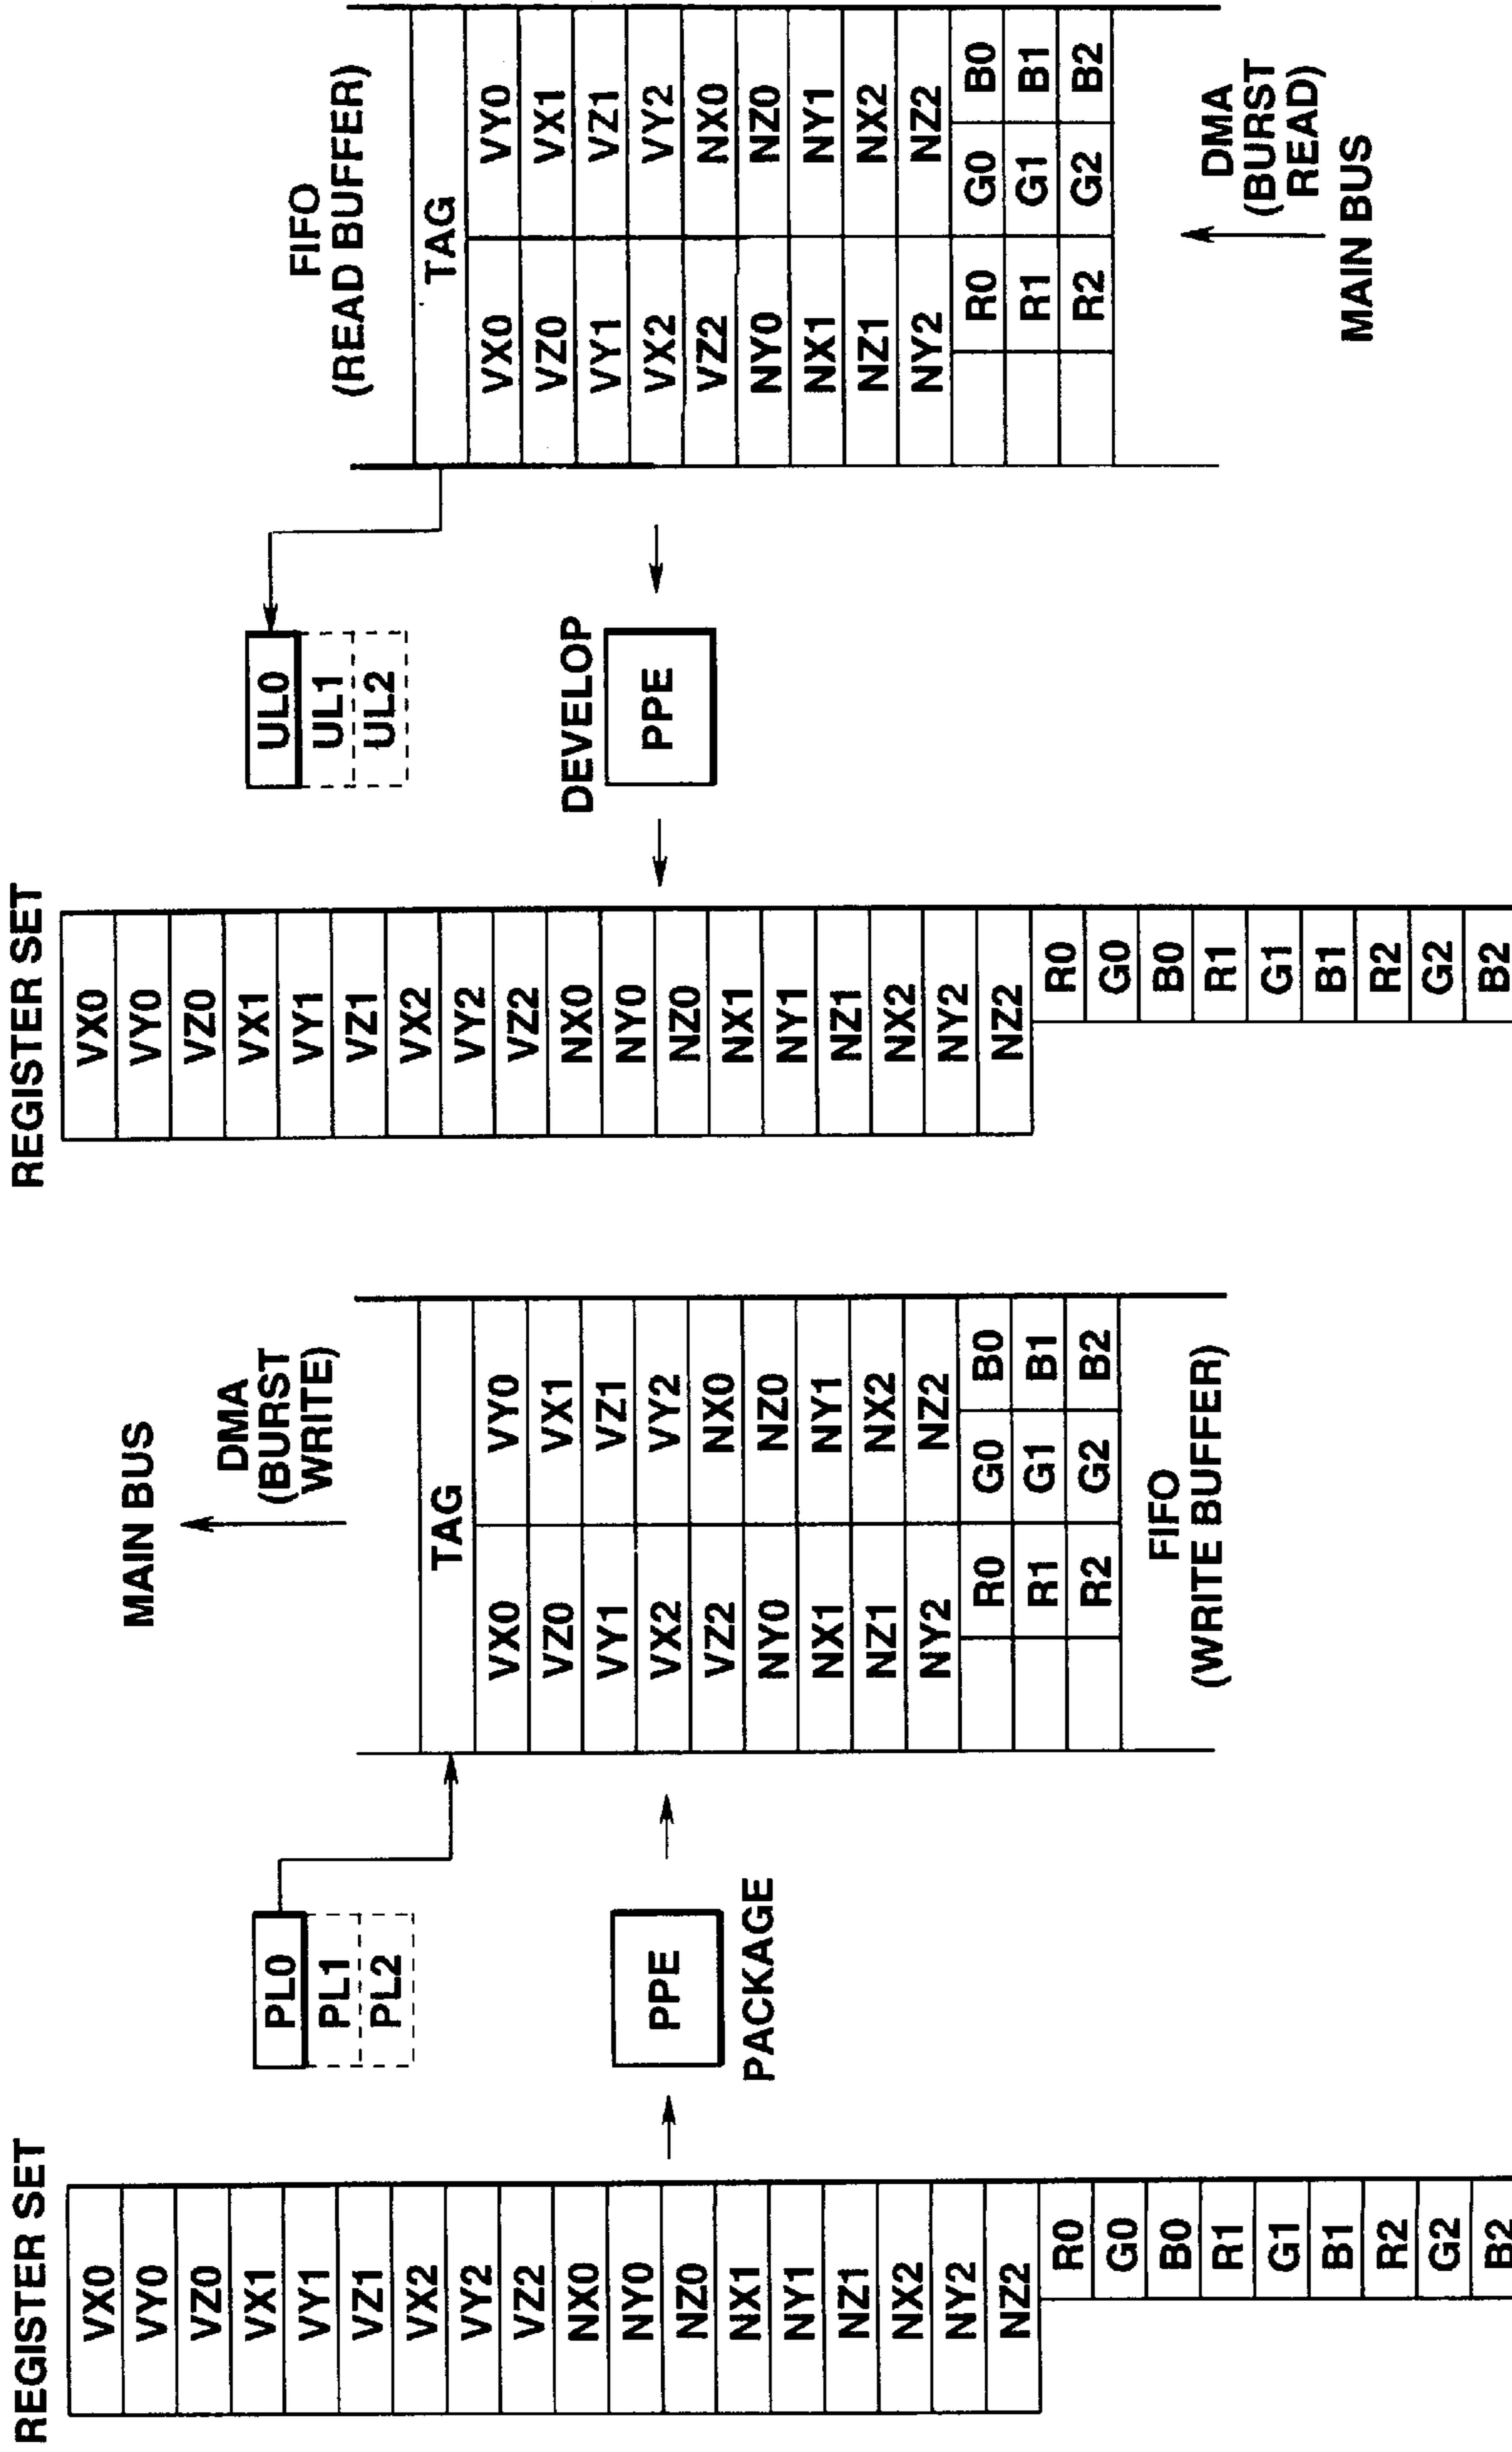 REGISTER SET
VX0
VY0
VZ0
VX1
VY1
VZ1
VX2
VY2
VZ2
NX0
NY0
NZ0
NX1
NY1
NZ1
NX2
NY2
NZ2
R0
G0
B0
R1
G1
B1
R2
G2
B2
PL0
PL1
PL2
PPE
PACKAGE
MAIN BUS
DMA
(BURST
WRITE)
TAG
VX0 VY0
VZ0 VX1
VY1 VZ1
VX2 VY2
VZ2 NX0
NY0 NZ0
NX1 NY1
NZ1 NX2
NY2 NZ2
R0 G0 B0
R1 G1 B1
R2 G2 B2
FIFO
(WRITE BUFFER)
REGISTER SET
VX0
VY0
VZ0
VX1
VY1
VZ1
VX2
VY2
VZ2
NX0
NY0
NZ0
NX1
NY1
NZ1
NX2
NY2
NZ2
R0
G0
B0
R1
G1
B1
R2
G2
B2
UL0
UL1
UL2
DEVELOP
PPE
FIFO
(READ BUFFER)
TAG
VX0 VY0
VZ0 VX1
VY1 VZ1
VX2 VY2
VZ2 NX0
NY0 NZ0
NX1 NY1
NZ1 NX2
NY2 NZ2
R0 G0 B0
R1 G1 B1
R2 G2 B2
DMA
(BURST
READ)
MAIN BUS